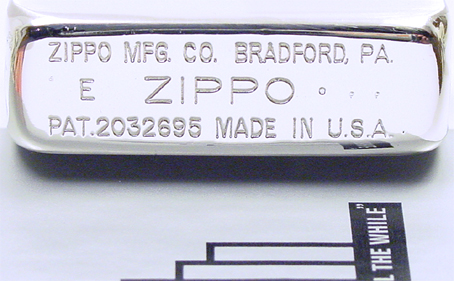 ZIPPO MFG. CO. BRADFORD, PA.
E ZIPPO
PAT.2032695 MADE IN U.S.A.
L THE WHILE"